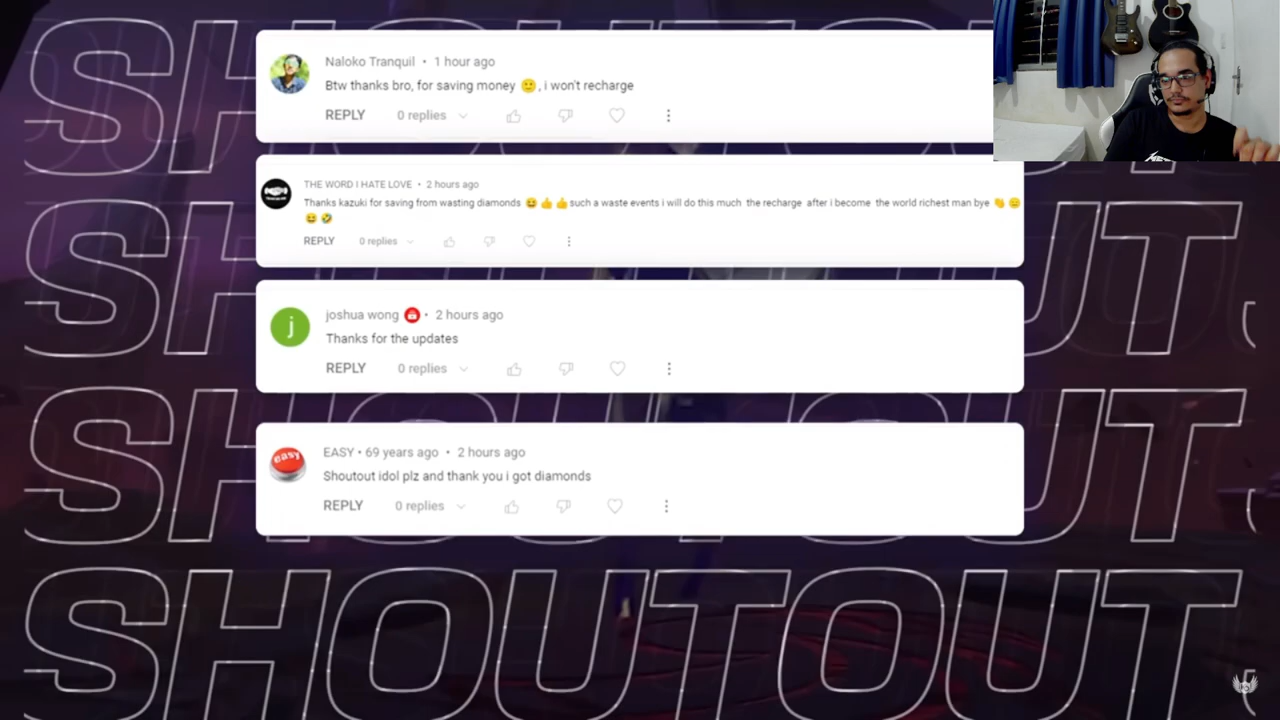 SHOUTOUT
Naloko Tranquil • 1 hour ago
Btw thanks bro, for saving money 🙂, i won't recharge
REPLY 0 replies
THE WORD I HATE LOVE • 2 hours ago
Thanks kazuki for saving from wasting diamonds 😆👍👍such a waste events i will do this much the recharge after i become the world richest man bye 👋😑
😆🤣
REPLY 0 replies
SHOUTOUT
j joshua wong • 2 hours ago
Thanks for the updates
REPLY 0 replies
SHOUTOUT
easy EASY • 69 years ago • 2 hours ago
Shoutout idol plz and thank you i got diamonds
REPLY 0 replies
SHOUTOUT